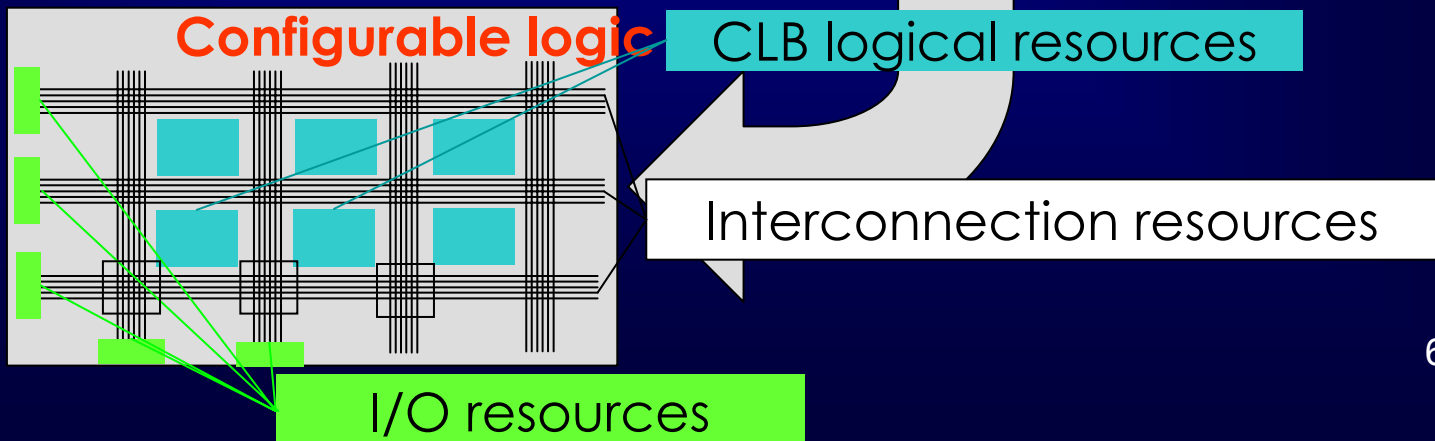 Configurable logic
CLB logical resources
Interconnection resources
I/O resources